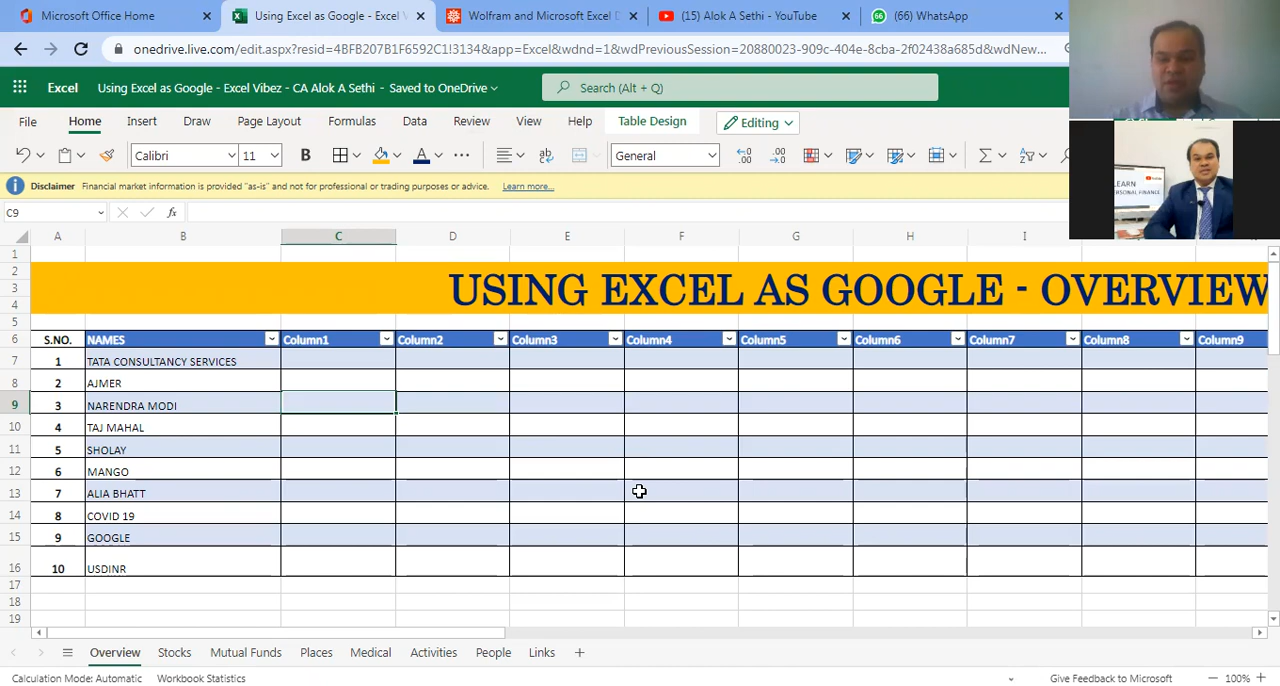 Microsoft Office Home × Using Excel as Google - Excel × Wolfram and Microsoft Excel × (15) Alok A Sethi - YouTube × (66) WhatsApp ×
onedrive.live.com/edit.aspx?resid=4BFB207B1F6592C1!3134&app=Excel&wdnd=1&wdPreviousSession=20880023-909c-404e-8cba-2f02438a685d&wdNew...
Excel Using Excel as Google - Excel Vibez - CA Alok A Sethi - Saved to OneDrive Search (Alt + Q)
File Home Insert Draw Page Layout Formulas Data Review View Help Table Design Editing
Calibri 11 B A General
Disclaimer Financial market information is provided "as-is" and not for professional or trading purposes or advice. Learn more...
LEARN
PERSONAL FINANCE
YouTube
C9 fx
A B C D E F G H I
1
2
3 USING EXCEL AS GOOGLE - OVERVIEW
4
5
6 S.NO. NAMES Column1 Column2 Column3 Column4 Column5 Column6 Column7 Column8 Column9
7 1 TATA CONSULTANCY SERVICES
8 2 AJMER
9 3 NARENDRA MODI
10 4 TAJ MAHAL
11 5 SHOLAY
12 6 MANGO
13 7 ALIA BHATT
14 8 COVID 19
15 9 GOOGLE
16 10 USDINR
17
18
19
Overview Stocks Mutual Funds Places Medical Activities People Links +
Calculation Mode: Automatic Workbook Statistics Give Feedback to Microsoft — 100% +